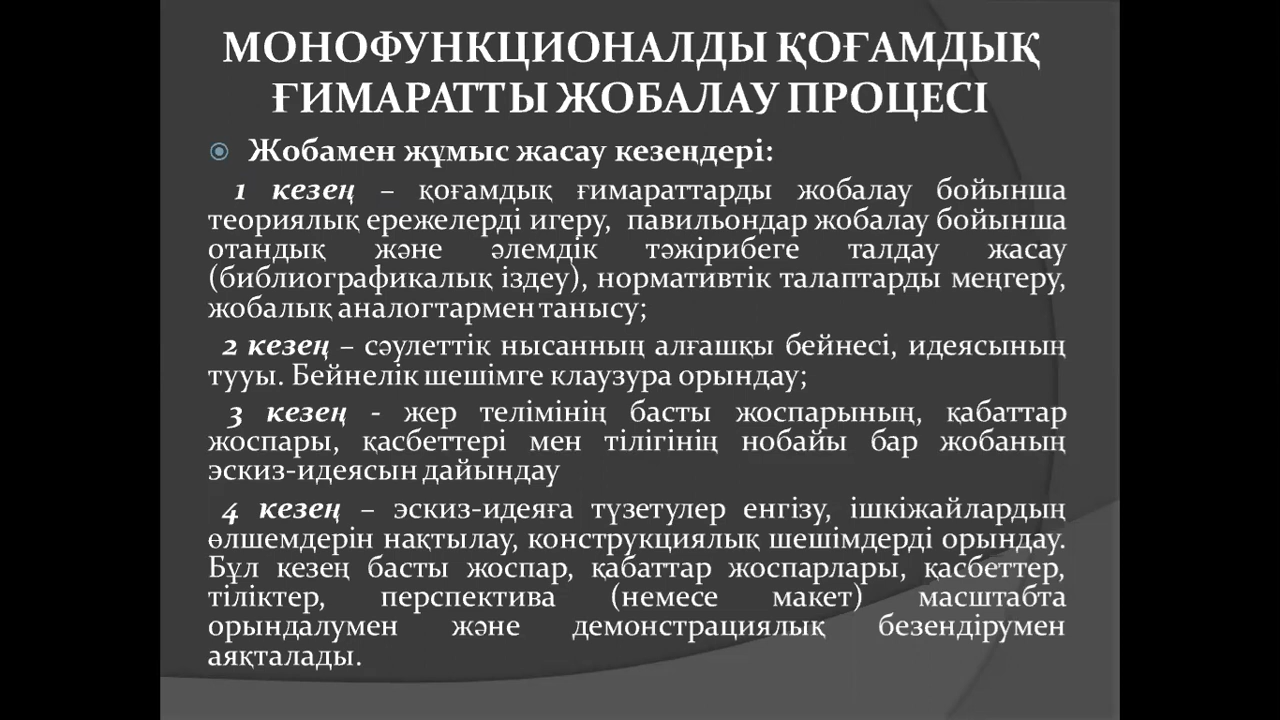 МОНОФУНКЦИОНАЛДЫ ҚОҒАМДЫҚ
ҒИМАРАТТЫ ЖОБАЛАУ ПРОЦЕСІ
Жобамен жұмыс жасау кезеңдері:
1 кезең – қоғамдық ғимараттарды жобалау бойынша
теориялық ережелерді игеру, павильондар жобалау бойынша
отандық және әлемдік тәжірибеге талдау жасау
(библиографикалық іздеу), нормативтік талаптарды меңгеру,
жобалық аналогтармен танысу;
2 кезең – сәулеттік нысанның алғашқы бейнесі, идеясының
тууы. Бейнелік шешімге клаузура орындау;
3 кезең - жер телімінің басты жоспарының, қабаттар
жоспары, қасбеттері мен тілігінің нобайы бар жобаның
эскиз-идеясын дайындау
4 кезең – эскиз-идеяға түзетулер енгізу, ішкіжайлардың
өлшемдерін нақтылау, конструкциялық шешімдерді орындау.
Бұл кезең басты жоспар, қабаттар жоспарлары, қасбеттер,
тіліктер, перспектива (немесе макет) масштабта
орындалумен және демонстрациялық безендірумен
аяқталады.